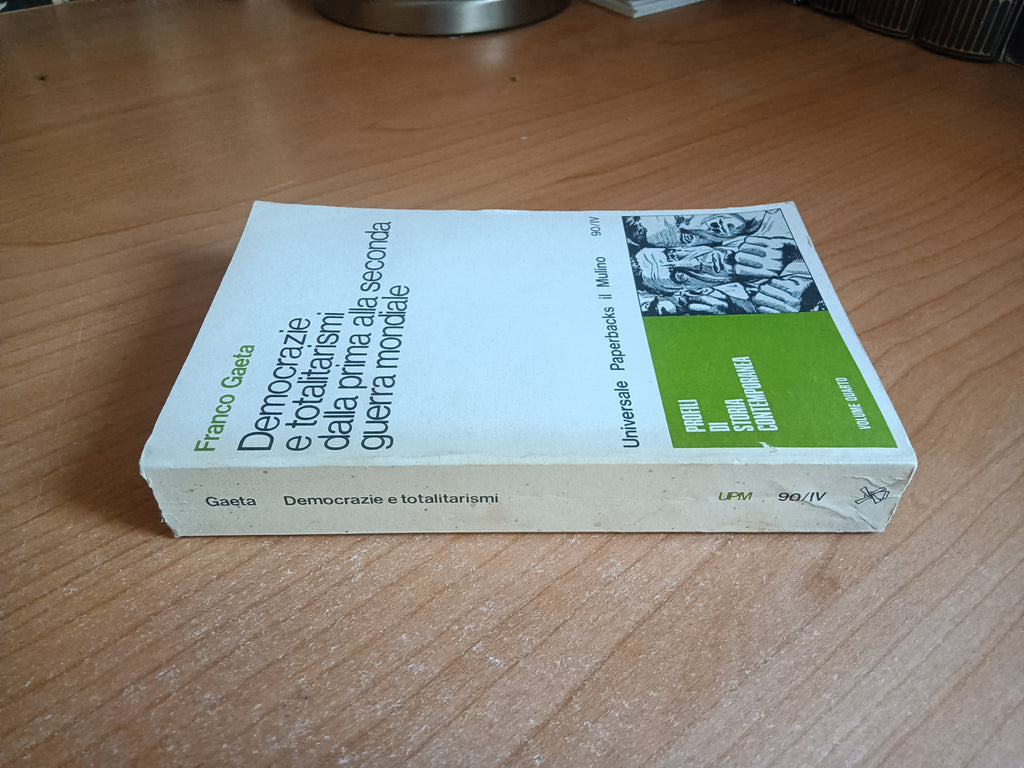 Franco Gaeta
Democrazie
e totalitarismi
dalla prima alla seconda
guerra mondiale
Universale Paperbacks il Mulino
90/IV
PROFILI
DI
STORIA
CONTEMPORANEA
VOLUME QUARTO
Gaeta Democrazie e totalitarismi UPM 90/IV